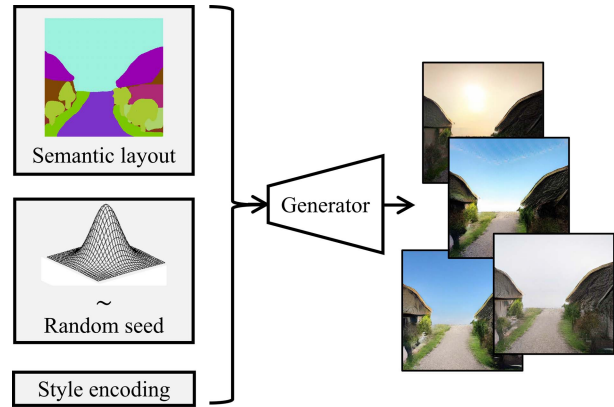 Semantic layout
~
Random seed
Style encoding
Generator